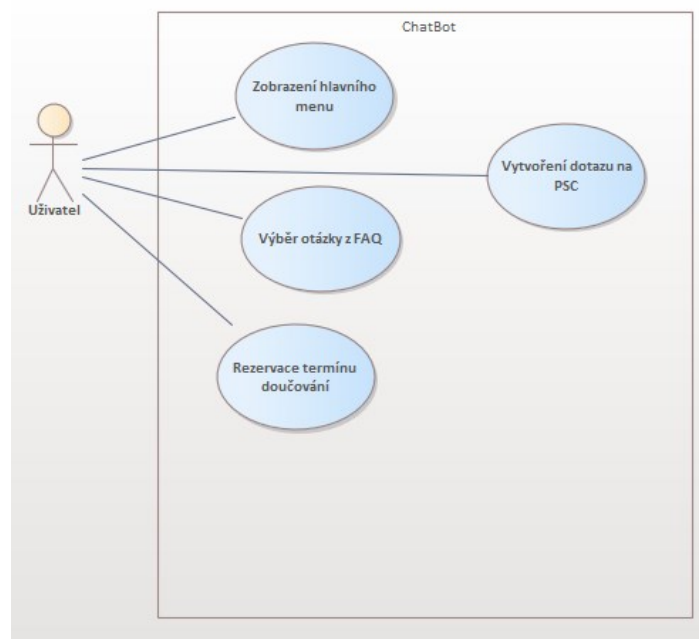 ChatBot
Zobrazení hlavního
menu
Vytvoření dotazu na
PSC
Uživatel
Výběr otázky z FAQ
Rezervace termínu
doučování